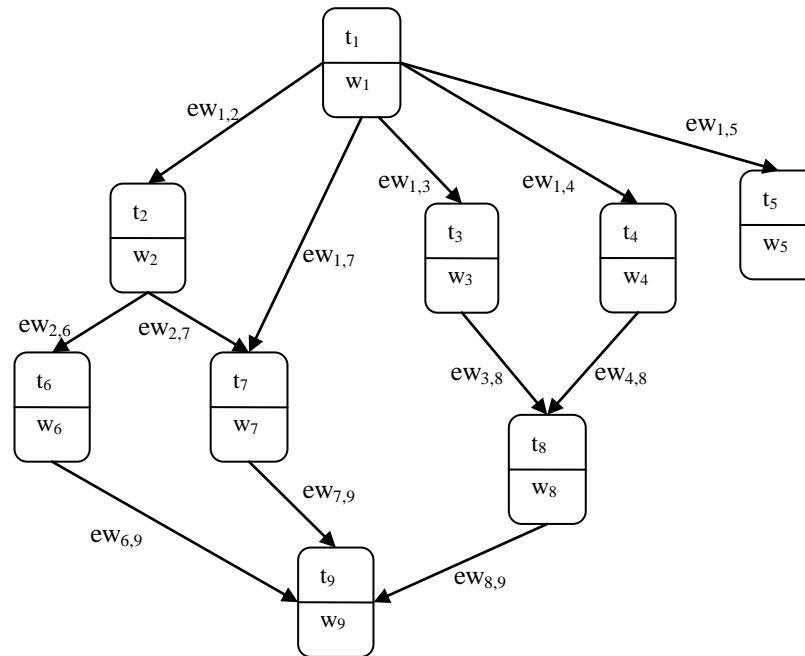 t₁
w₁
ew₁,₂
ew₁,₅
ew₁,₃
ew₁,₄
t₂
w₂
t₃
w₃
t₄
w₄
t₅
w₅
ew₁,₇
ew₂,₆
ew₂,₇
t₆
w₆
t₇
w₇
ew₃,₈
ew₄,₈
t₈
w₈
ew₇,₉
ew₆,₉
ew₈,₉
t₉
w₉